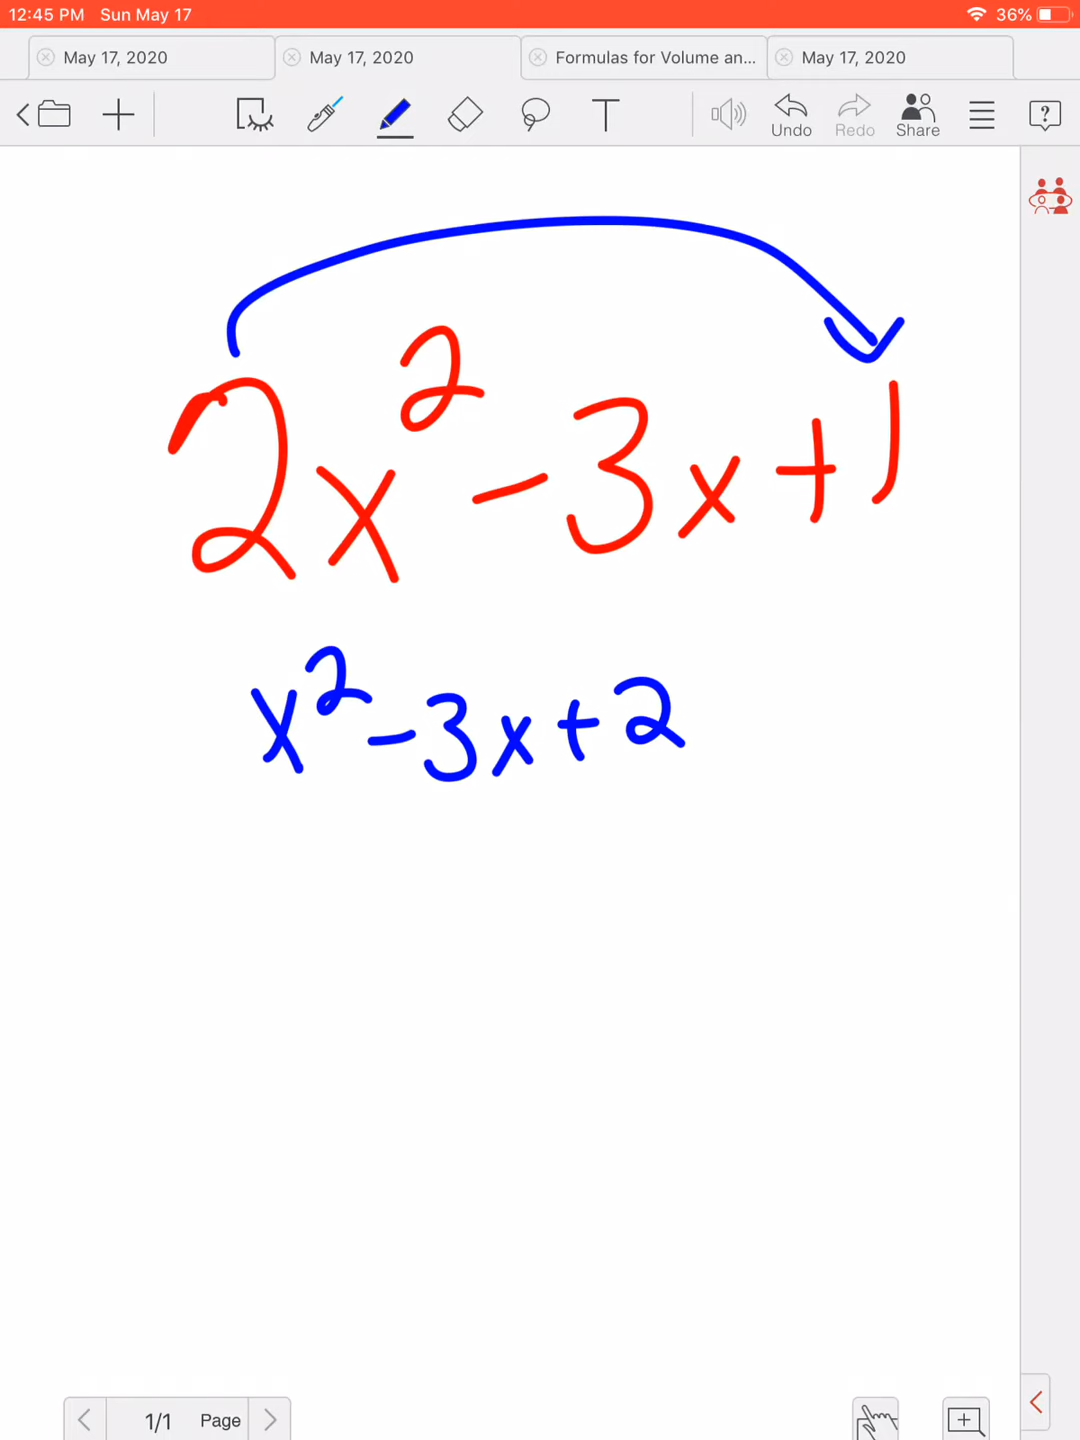 12:45 PM Sun May 17 36%
May 17, 2020 May 17, 2020 Formulas for Volume an... May 17, 2020
T Undo Redo Share ?
2x² - 3x + 1
x² - 3x + 2
1/1 Page